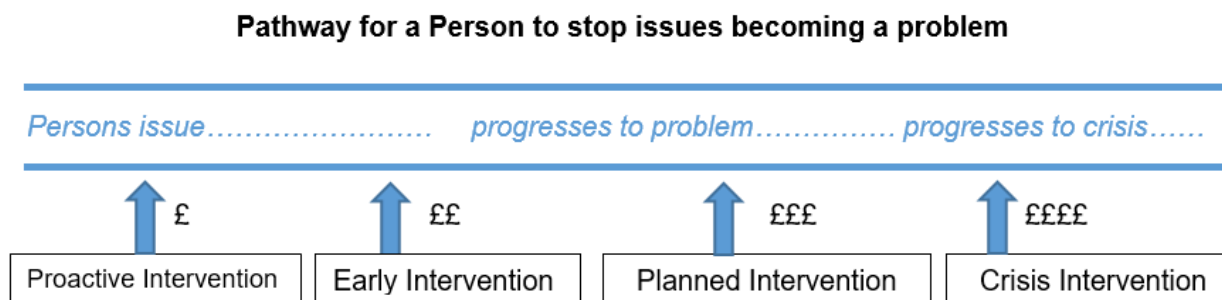 Pathway for a Person to stop issues becoming a problem
Persons issue......................... progresses to problem............... progresses to crisis......
£ ££ £££ ££££
Proactive Intervention Early Intervention Planned Intervention Crisis Intervention